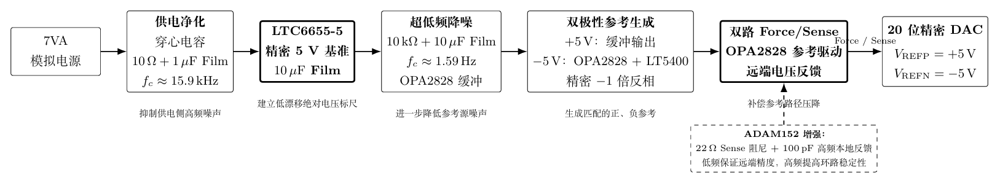 7VA
模拟电源
供电净化
穿心电容
10 Ω + 1 μF Film
f_c ≈ 15.9 kHz
抑制供电侧高频噪声
LTC6655-5
精密 5 V 基准
10 μF Film
建立低漂移绝对电压标尺
超低频降噪
10 kΩ + 10 μF Film
f_c ≈ 1.59 Hz
OPA2828 缓冲
进一步降低参考源噪声
双极性参考生成
+5 V：缓冲输出
−5 V：OPA2828 + LT5400
精密 −1 倍反相
生成匹配的正、负参考
双路 Force/Sense
OPA2828 参考驱动
远端电压反馈
补偿参考路径压降
Force / Sense
20 位精密 DAC
V_REFP = +5 V
V_REFN = −5 V
ADAM152 增强：
22 Ω Sense 阻尼 + 100 pF 高频本地反馈
低频保证远端精度，高频提高环路稳定性